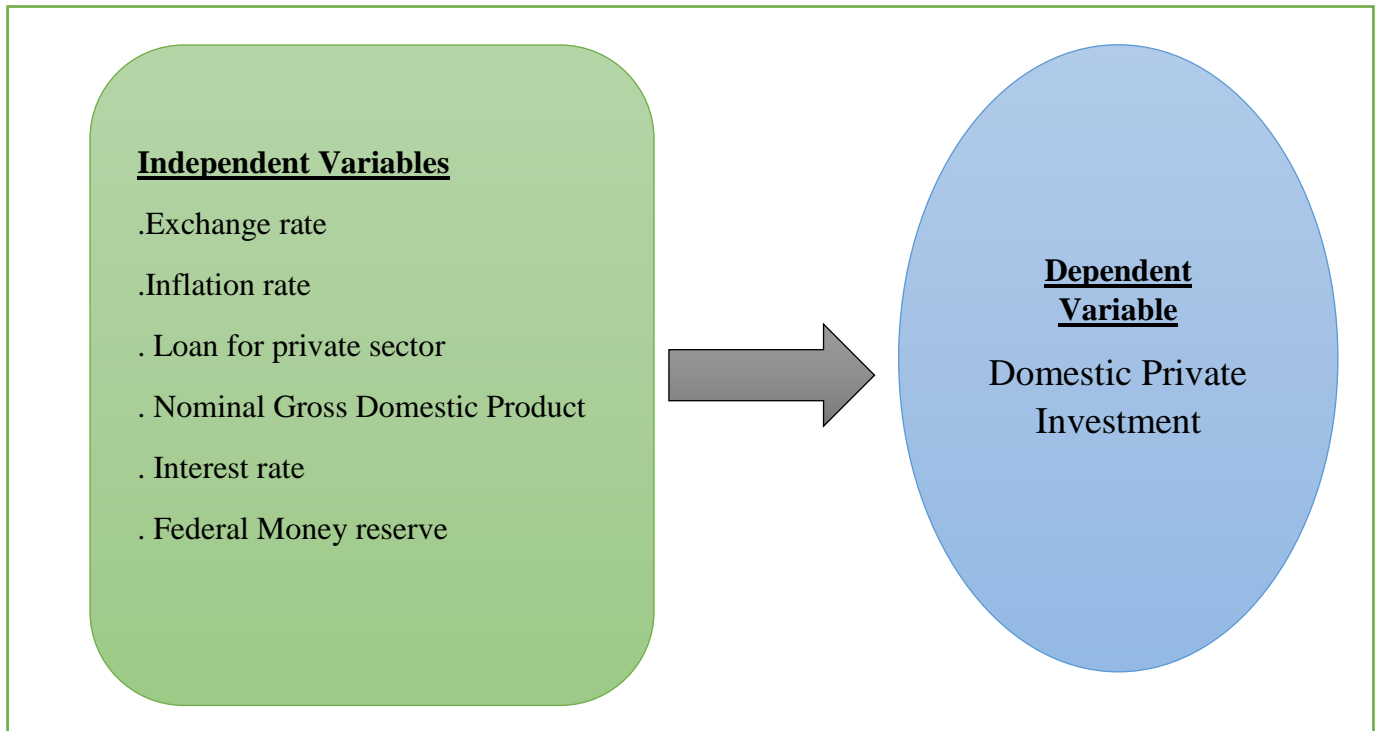 Independent Variables
.Exchange rate
.Inflation rate
. Loan for private sector
. Nominal Gross Domestic Product
. Interest rate
. Federal Money reserve
Dependent
Variable
Domestic Private
Investment